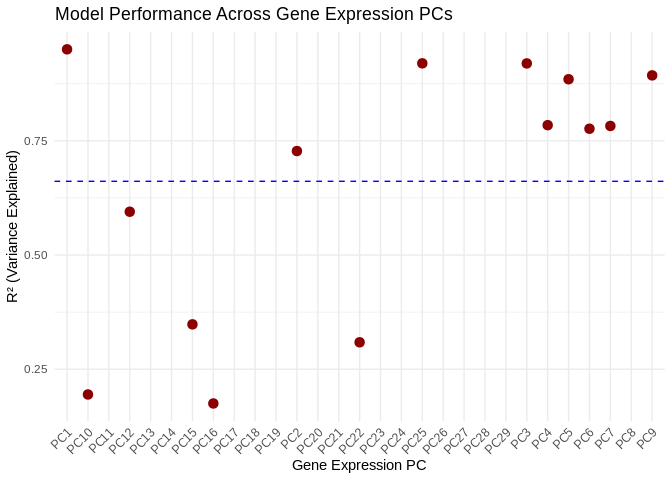 Model Performance Across Gene Expression PCs
R² (Variance Explained)
0.75
0.50
0.25
PC1
PC10
PC11
PC12
PC13
PC14
PC15
PC16
PC17
PC18
PC19
PC2
PC20
PC21
PC22
PC23
PC24
PC25
PC26
PC27
PC28
PC29
PC3
PC4
PC5
PC6
PC7
PC8
PC9
Gene Expression PC